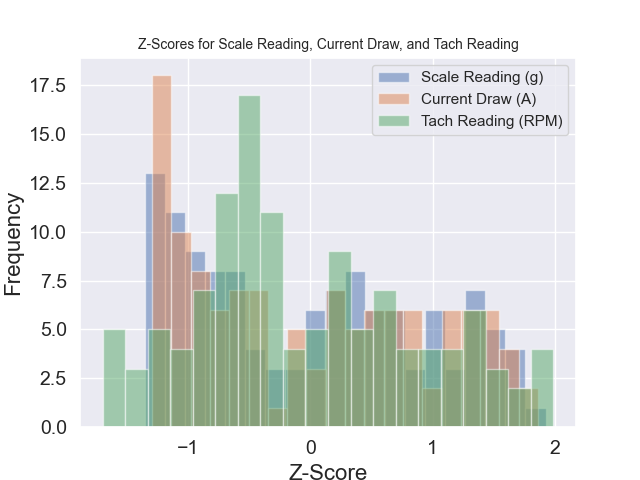 Z-Scores for Scale Reading, Current Draw, and Tach Reading
Scale Reading (g)
Current Draw (A)
Tach Reading (RPM)
17.5
15.0
12.5
10.0
7.5
5.0
2.5
0.0
Frequency
−1
0
1
2
Z-Score